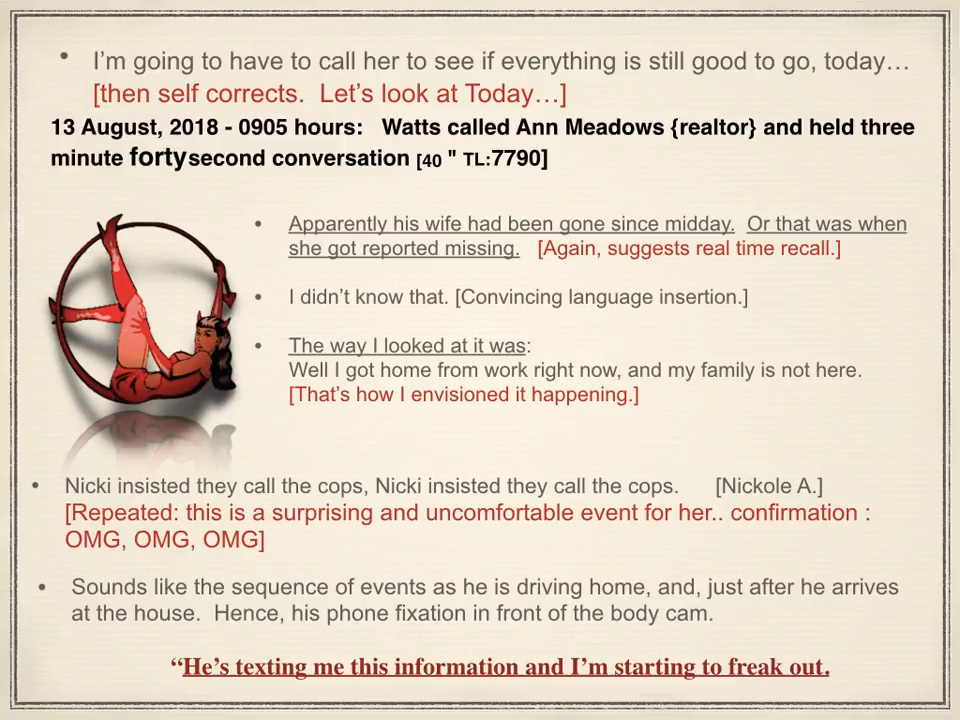 • I’m going to have to call her to see if everything is still good to go, today…
[then self corrects.  Let’s look at Today…]
13 August, 2018 - 0905 hours:   Watts called Ann Meadows {realtor} and held three
minute forty second conversation [40 " TL:7790]
• Apparently his wife had been gone since midday.  Or that was when
she got reported missing.   [Again, suggests real time recall.]
• I didn’t know that. [Convincing language insertion.]
• The way I looked at it was:
Well I got home from work right now, and my family is not here.
[That’s how I envisioned it happening.]
• Nicki insisted they call the cops, Nicki insisted they call the cops.      [Nickole A.]
[Repeated: this is a surprising and uncomfortable event for her.. confirmation :
OMG, OMG, OMG]
• Sounds like the sequence of events as he is driving home, and, just after he arrives
at the house.  Hence, his phone fixation in front of the body cam.
“He’s texting me this information and I’m starting to freak out.